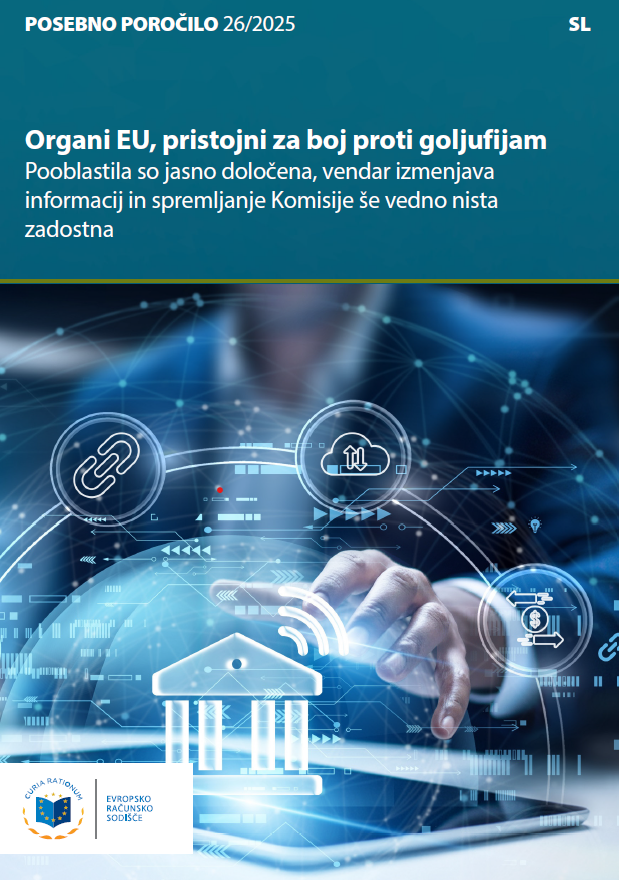 POSEBNO POROČILO 26/2025
SL
Organi EU, pristojni za boj proti goljufijam
Pooblastila so jasno določena, vendar izmenjava
informacij in spremljanje Komisije še vedno nista
zadostna
$
CURIA RATIONUM
EVROPSKO
RAČUNSKO
SODIŠČE